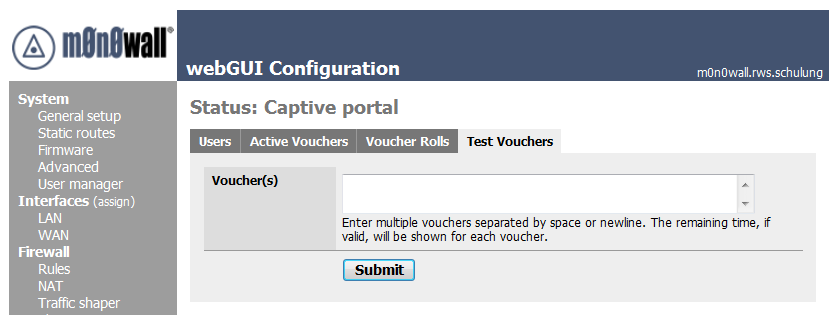 m0n0wall®
webGUI Configuration
m0n0wall.rws.schulung
System
General setup
Static routes
Firmware
Advanced
User manager
Interfaces (assign)
LAN
WAN
Firewall
Rules
NAT
Traffic shaper
Status: Captive portal
Users Active Vouchers Voucher Rolls Test Vouchers
Voucher(s)
Enter multiple vouchers separated by space or newline. The remaining time, if
valid, will be shown for each voucher.
Submit